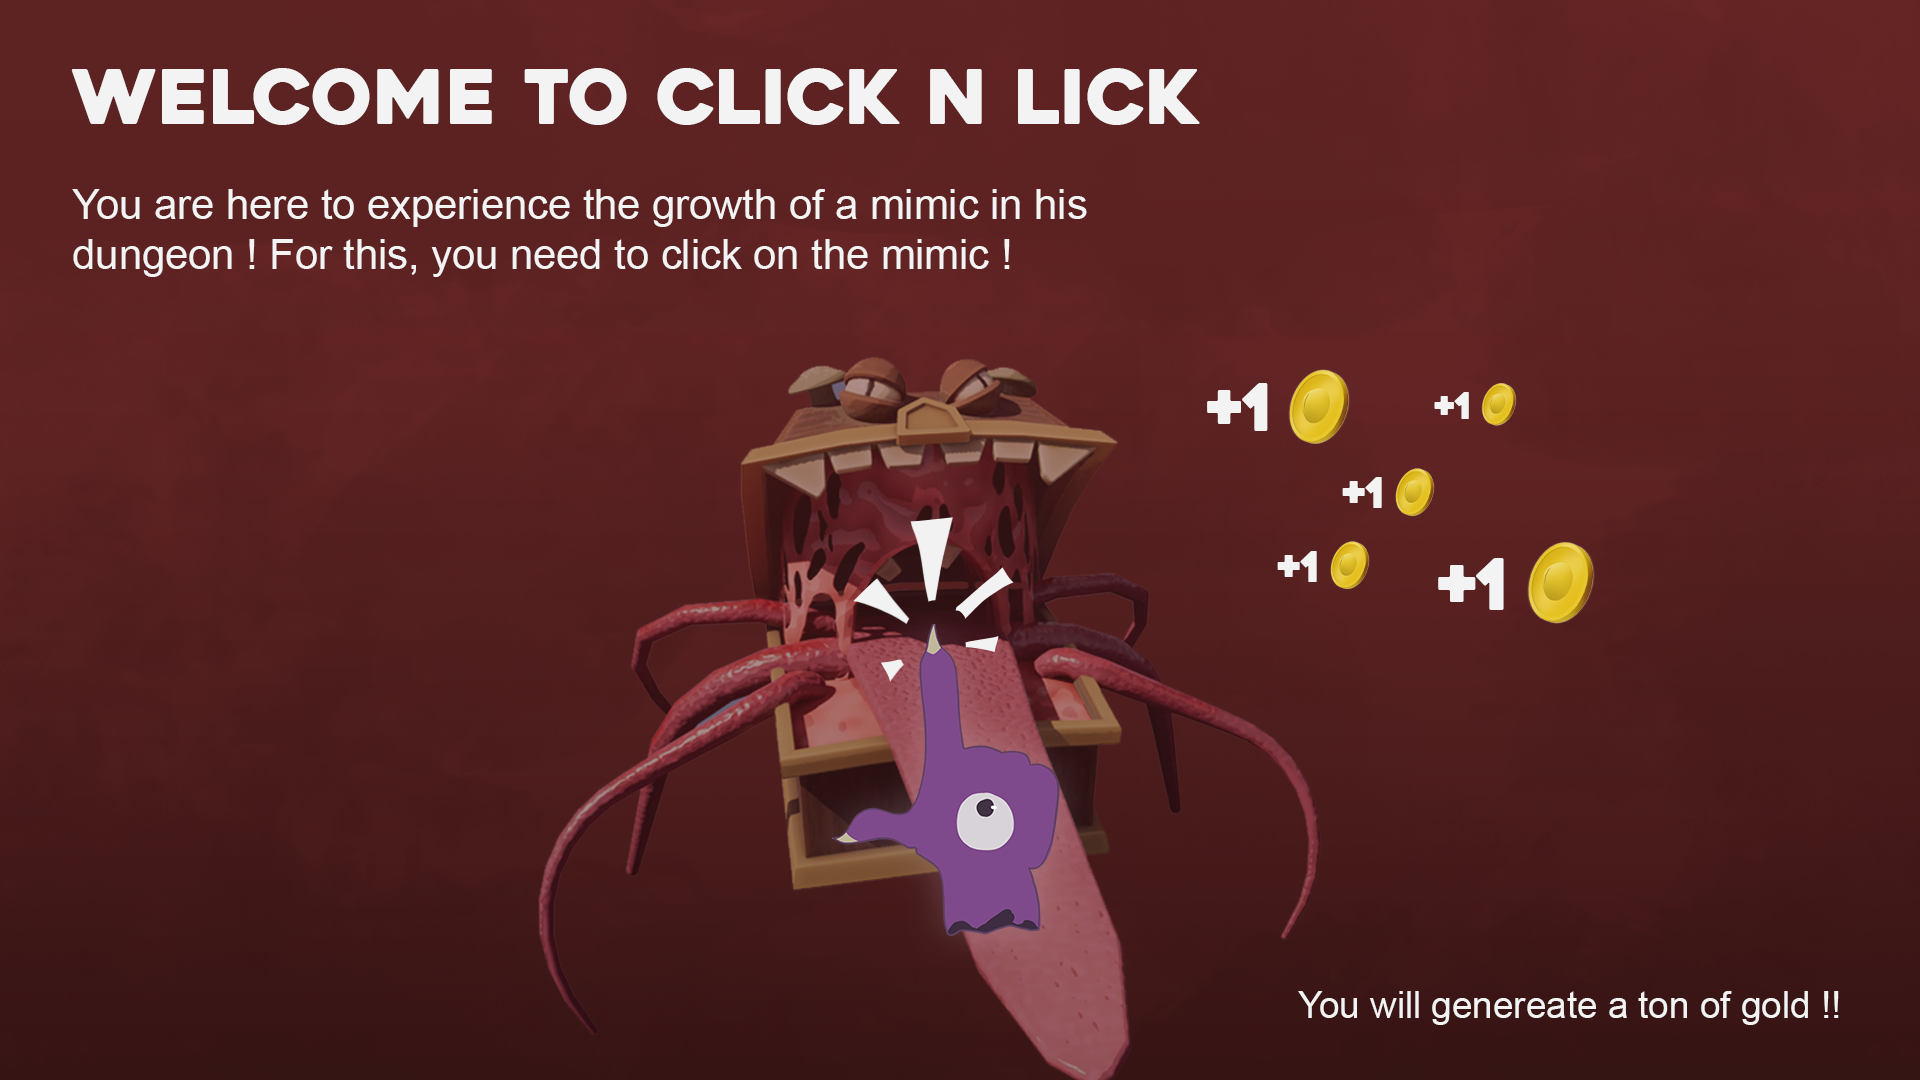 WELCOME TO CLICK N LICK
You are here to experience the growth of a mimic in his
dungeon ! For this, you need to click on the mimic !
+1
+1
+1
+1
+1
You will genereate a ton of gold !!